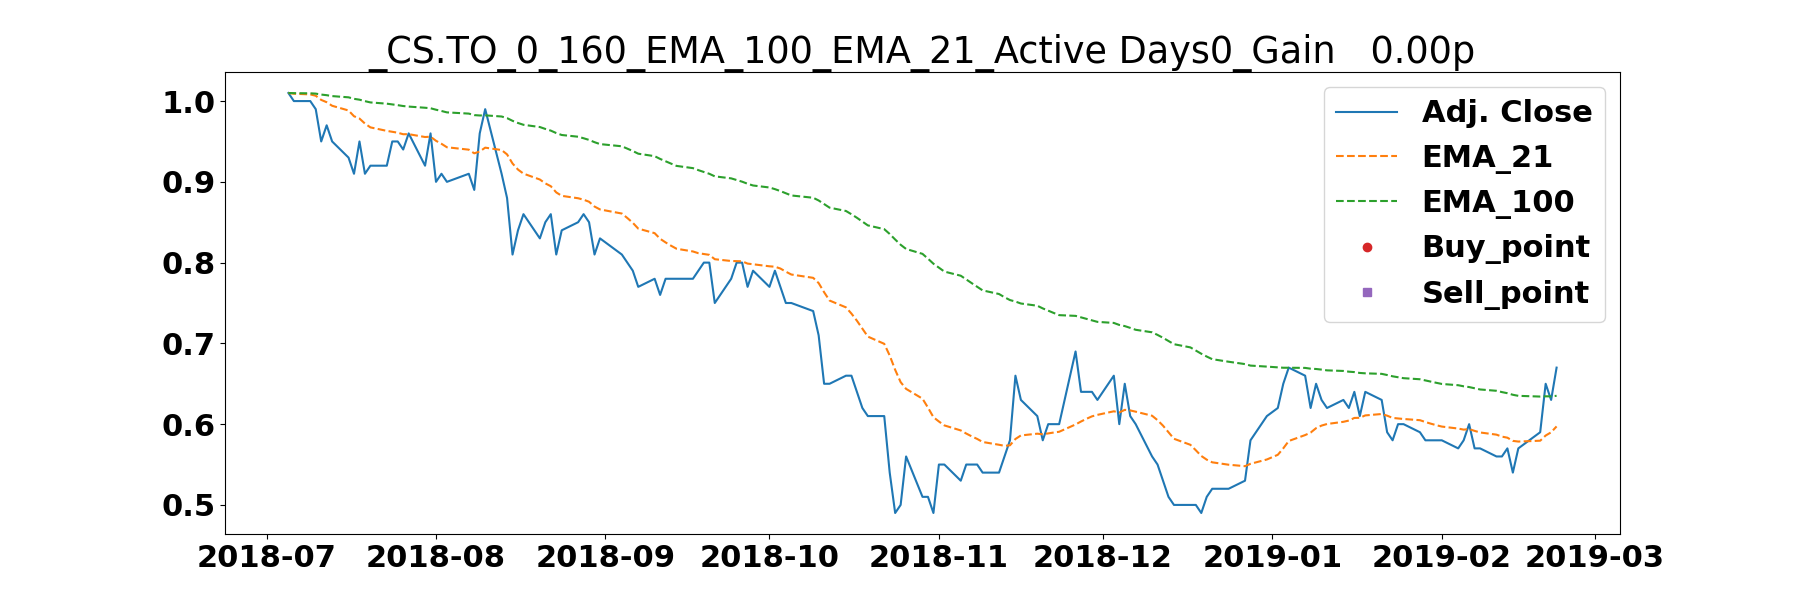 _CS.TO_0_160_EMA_100_EMA_21_Active Days0_Gain   0.00p
1.0
0.9
0.8
0.7
0.6
0.5
2018-07 2018-08 2018-09 2018-10 2018-11 2018-12 2019-01 2019-02 2019-03
Adj. Close
EMA_21
EMA_100
Buy_point
Sell_point